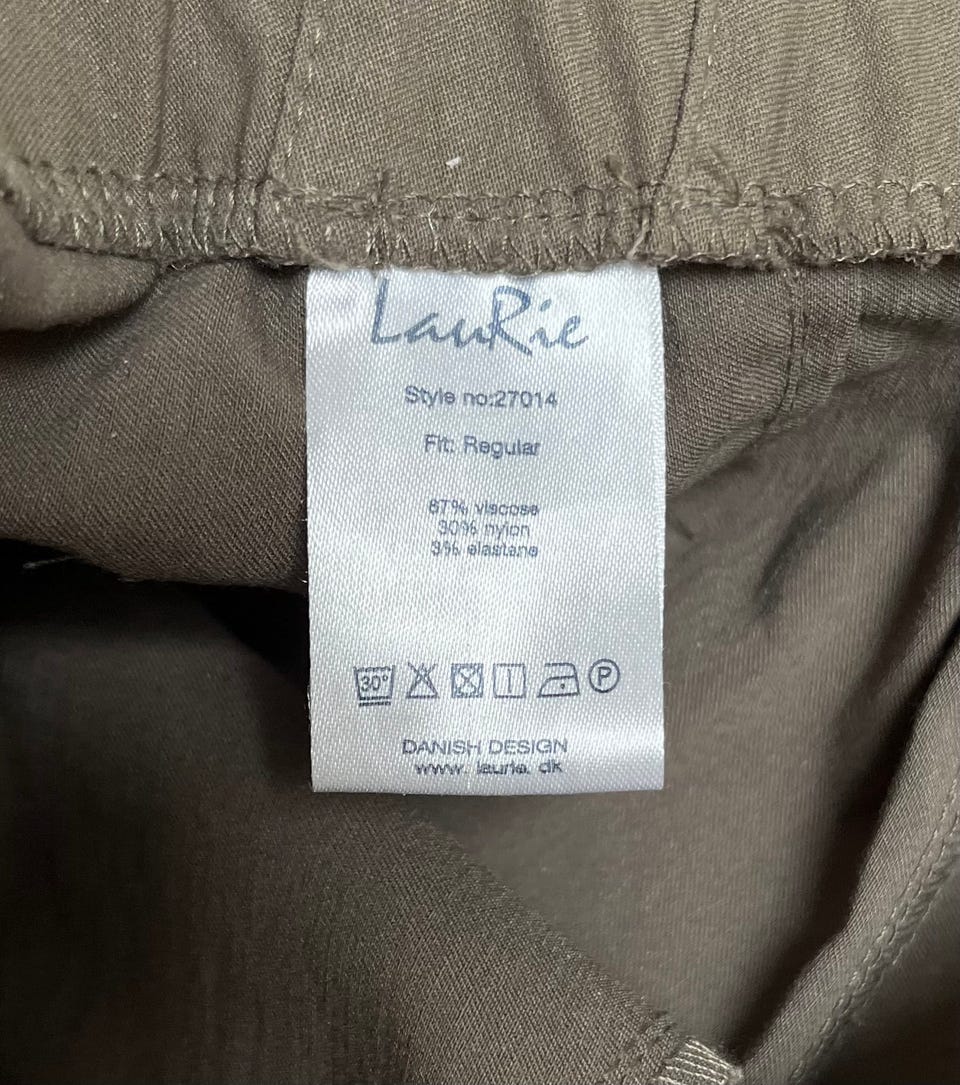 LauRie
Style no:27014
Fit: Regular
67% viscose
30% nylon
3% elastane
30°
P
DANISH DESIGN
www. laurie. dk